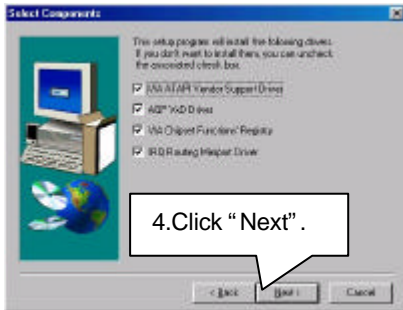 Select Components
This setup program will install the following drivers.
If you don't want to install them, you can uncheck
the associated check box.
VIA ATAPI Vendor Support Driver
AGP VxD Driver
VIA Chipset Functions' Registry
IRQ Routing Miniport Driver
4.Click “Next”.
< Back Next > Cancel